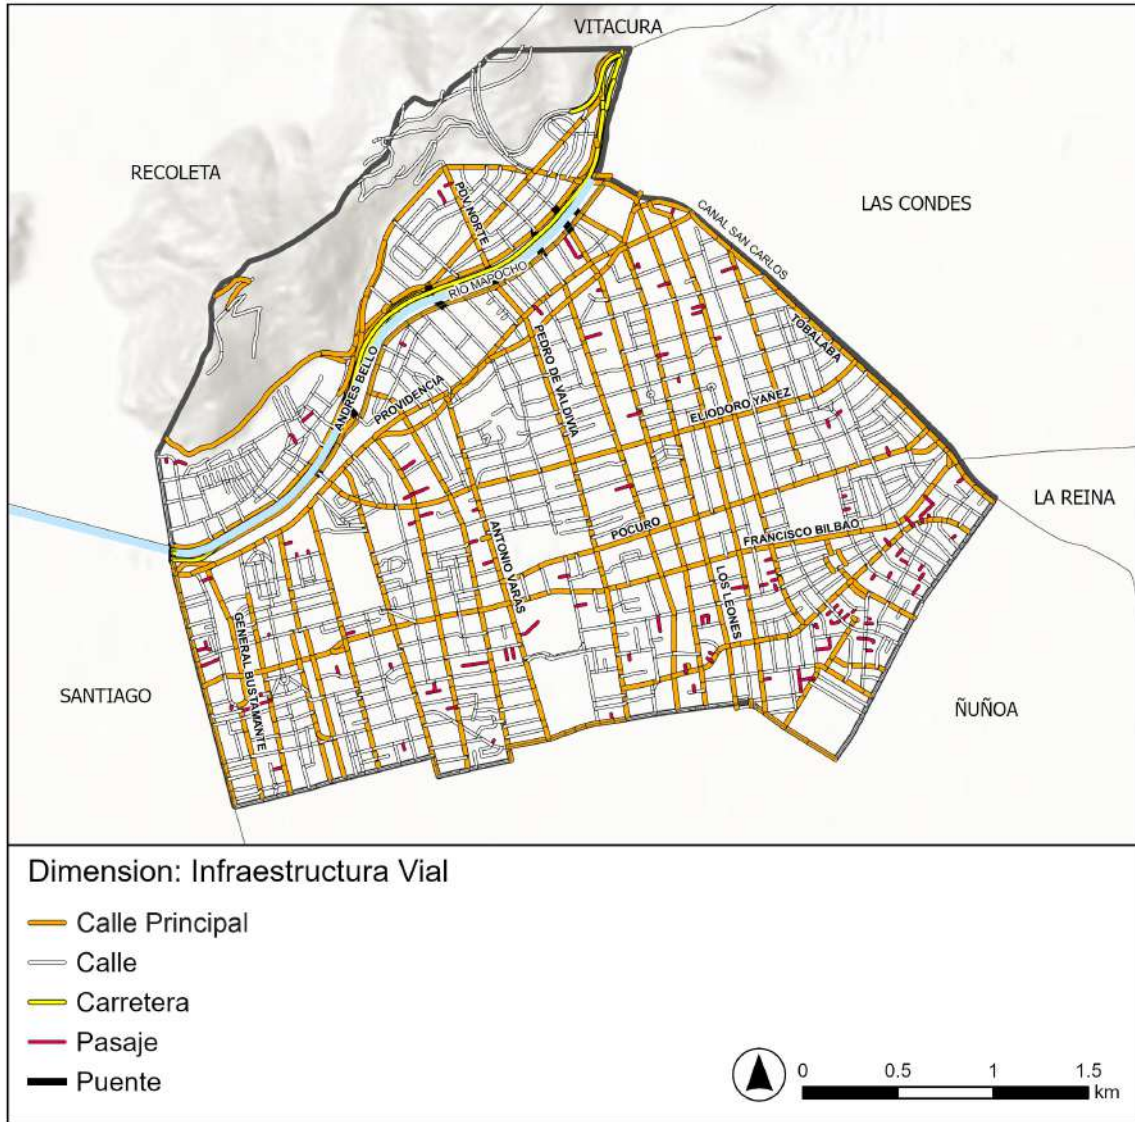 VITACURA
RECOLETA
LAS CONDES
PDV NORTE
CANAL SAN CARLOS
RIO MAPOCHO
TOBALABA
ANDRES BELLO
PROVIDENCIA
PEDRO DE VALDIVIA
ELIODORO YANEZ
LA REINA
POCURO
FRANCISCO BILBAO
ANTONIO VARAS
LOS LEONES
GENERAL BUSTAMANTE
SANTIAGO
ÑUÑOA
Dimension: Infraestructura Vial
Calle Principal
Calle
Carretera
Pasaje
Puente
0 0.5 1 1.5
km